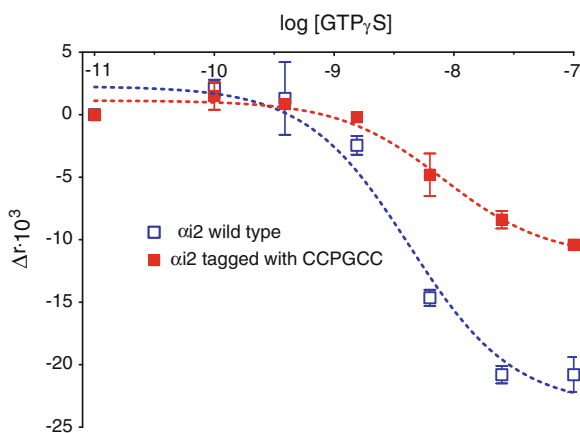 log [GTPγS]
-11 -10 -9 -8 -7
5
0
-5
-10
-15
-20
-25
Δr·10³
αi2 wild type
αi2 tagged with CCPGCC